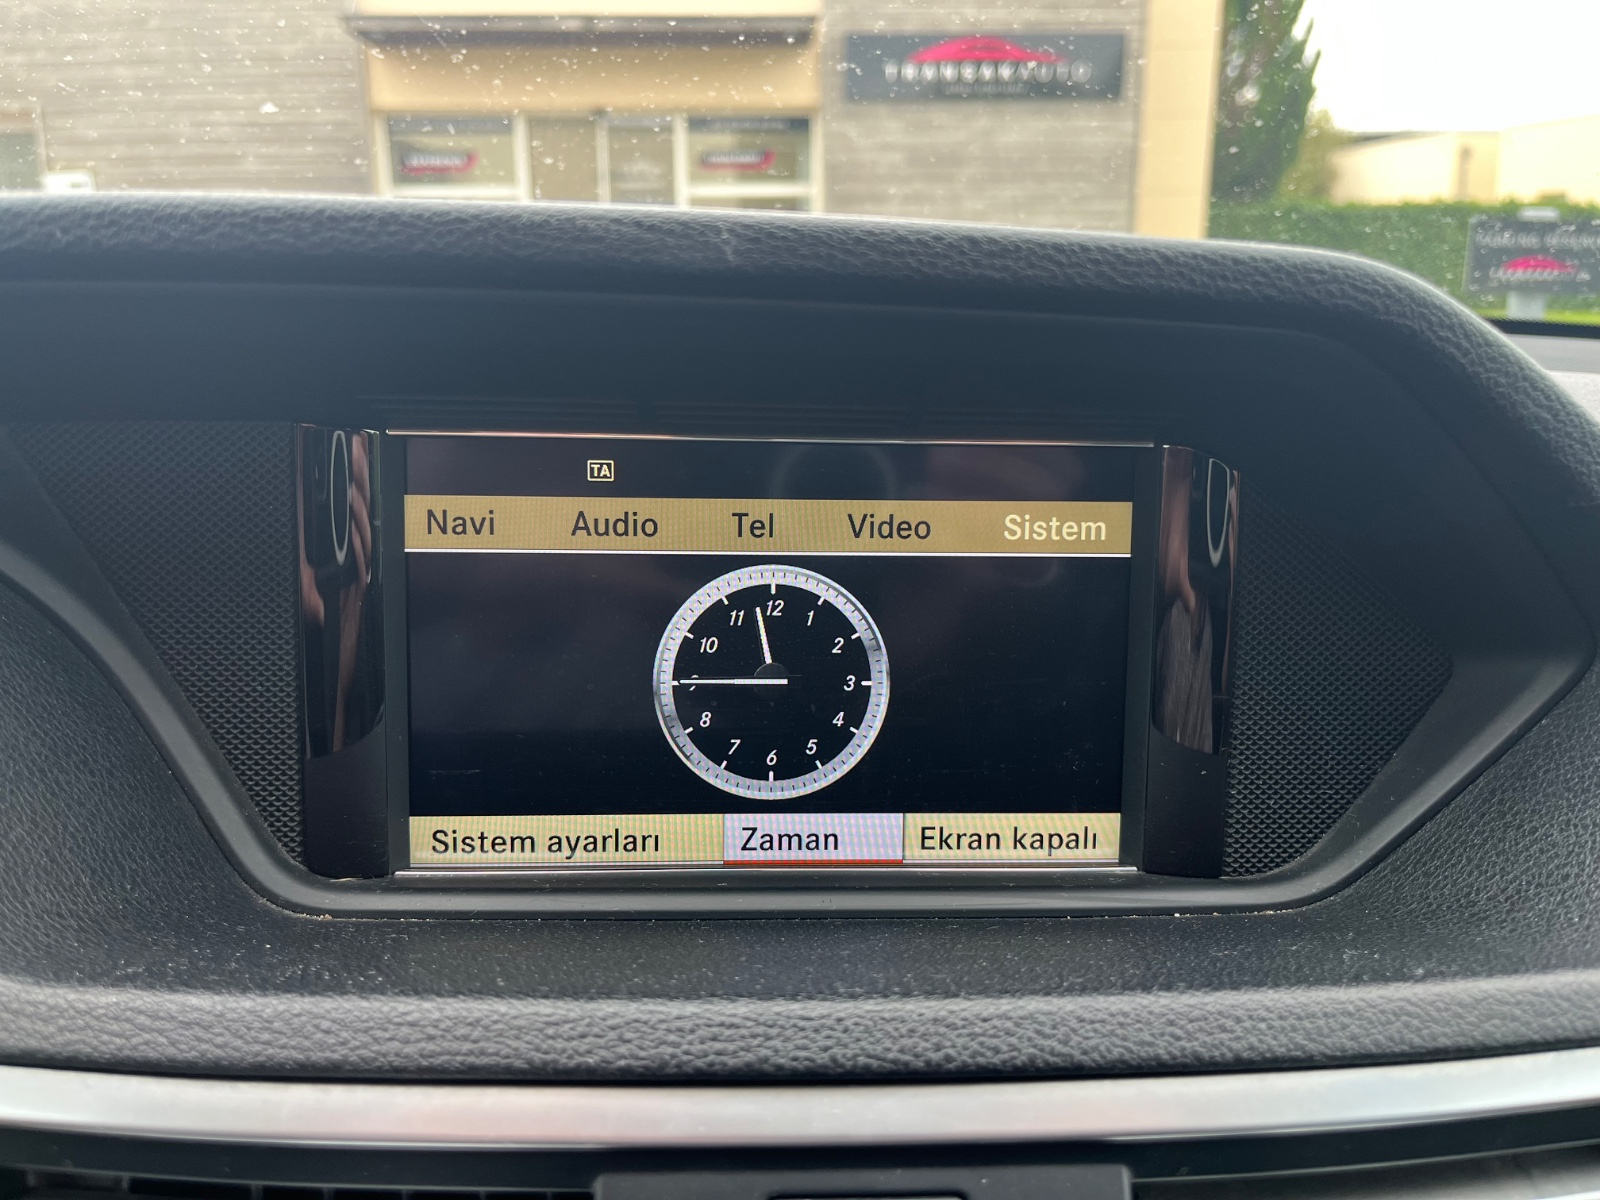 TRANSAKAUTO
TA
Navi Audio Tel Video Sistem
12
11 1
10 2
3
8 4
7 5
6
Sistem ayarları Zaman Ekran kapalı